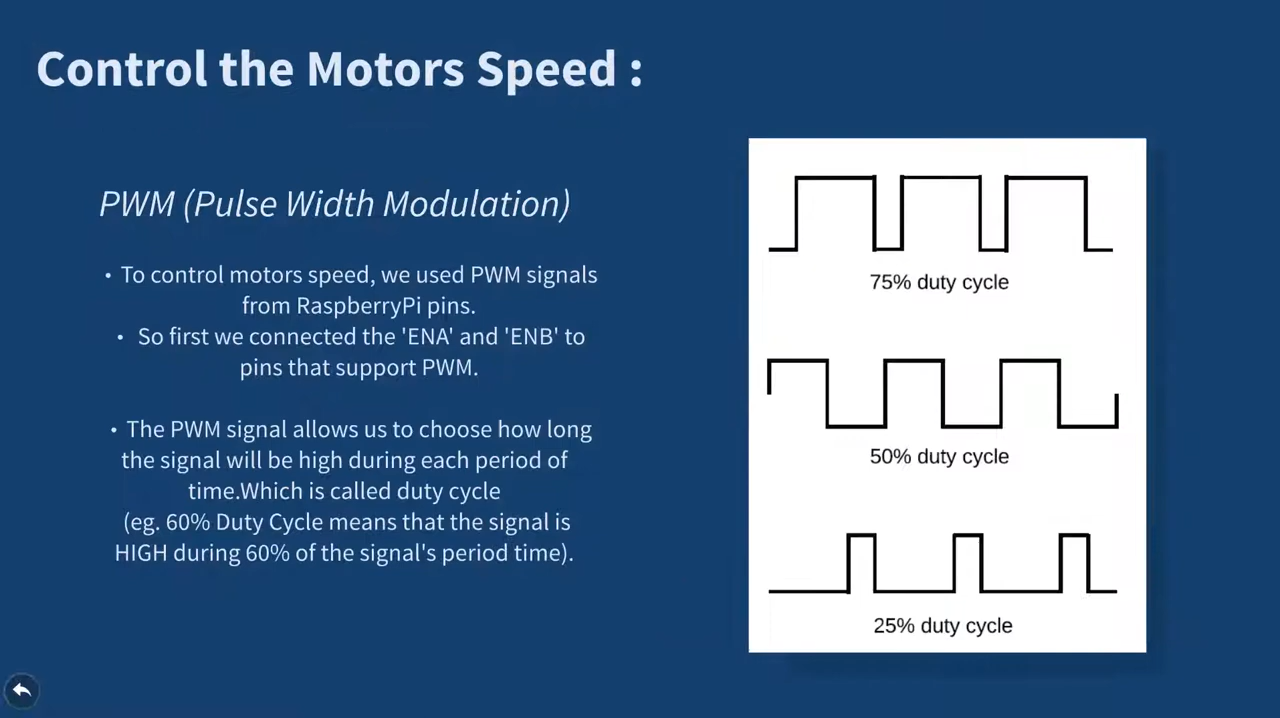 Control the Motors Speed :
PWM (Pulse Width Modulation)
• To control motors speed, we used PWM signals
from RaspberryPi pins.
• So first we connected the 'ENA' and 'ENB' to
pins that support PWM.
• The PWM signal allows us to choose how long
the signal will be high during each period of
time.Which is called duty cycle
(eg. 60% Duty Cycle means that the signal is
HIGH during 60% of the signal's period time).
75% duty cycle
50% duty cycle
25% duty cycle